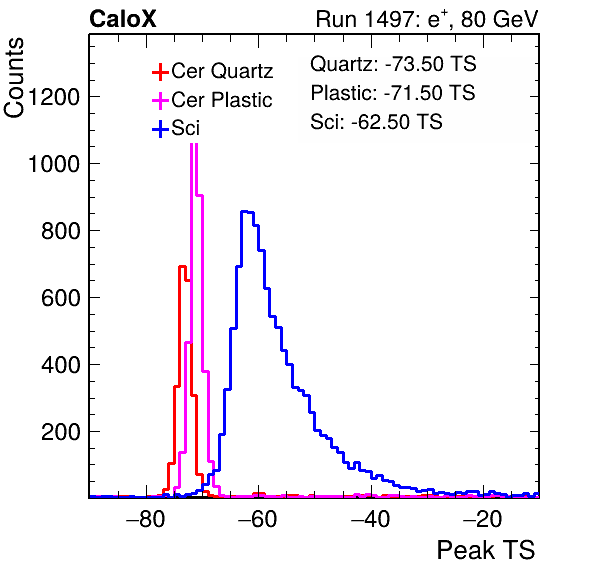 CaloX Run 1497: e⁺, 80 GeV
Counts
Cer Quartz
Cer Plastic
Sci
Quartz: -73.50 TS
Plastic: -71.50 TS
Sci: -62.50 TS
1200
1000
800
600
400
200
−80 −60 −40 −20
Peak TS